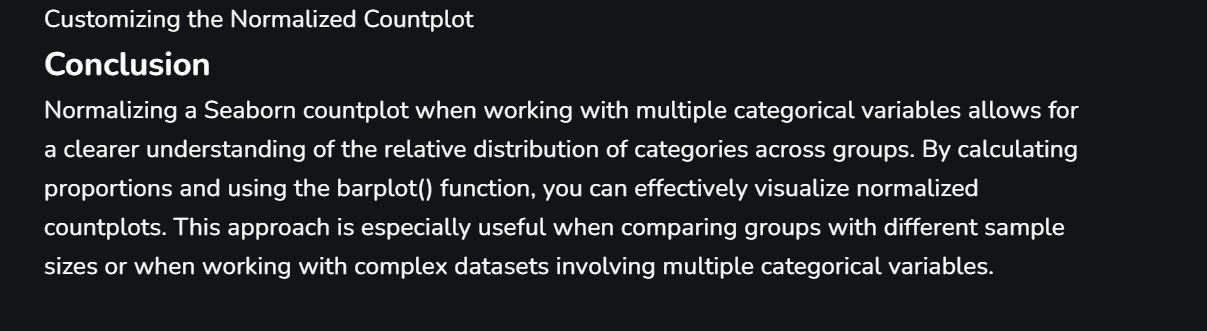 Customizing the Normalized Countplot
Conclusion
Normalizing a Seaborn countplot when working with multiple categorical variables allows for
a clearer understanding of the relative distribution of categories across groups. By calculating
proportions and using the barplot() function, you can effectively visualize normalized
countplots. This approach is especially useful when comparing groups with different sample
sizes or when working with complex datasets involving multiple categorical variables.